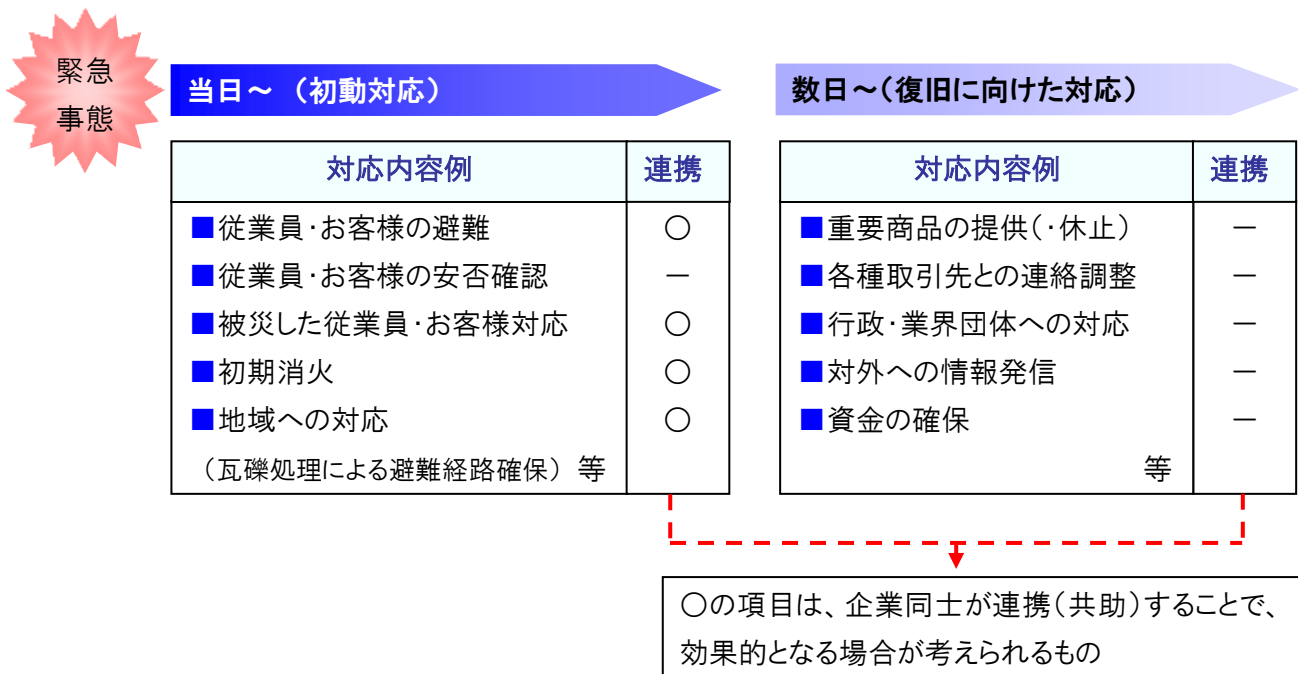 緊急
事態
当日～（初動対応）
対応内容例 連携
■従業員・お客様の避難 ○
■従業員・お客様の安否確認 －
■被災した従業員・お客様対応 ○
■初期消火 ○
■地域への対応 ○
（瓦礫処理による避難経路確保）等
数日～（復旧に向けた対応）
対応内容例 連携
■重要商品の提供（・休止） －
■各種取引先との連絡調整 －
■行政・業界団体への対応 －
■対外への情報発信 －
■資金の確保 －
等
○の項目は、企業同士が連携（共助）することで、
効果的となる場合が考えられるもの